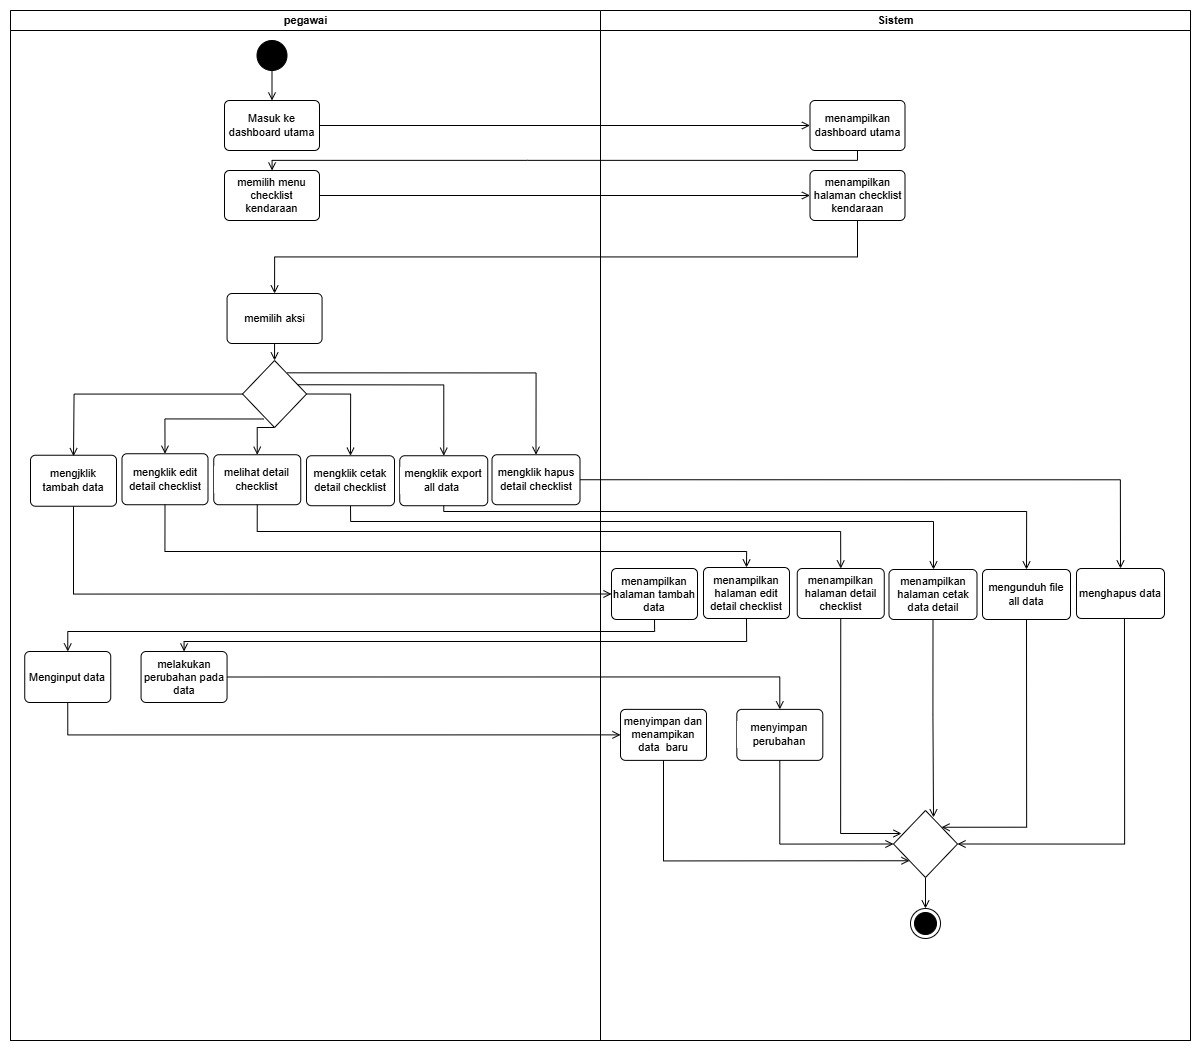 pegawai
Sistem
Masuk ke
dashboard utama
menampilkan
dashboard utama
memilih menu
checklist
kendaraan
menampilkan
halaman checklist
kendaraan
memilih aksi
mengjklik
tambah data
mengklik edit
detail checklist
melihat detail
checklist
mengklik cetak
detail checklist
mengklik export
all data
mengklik hapus
detail checklist
menampilkan
halaman tambah
data
menampilkan
halaman edit
detail checklist
menampilkan
halaman detail
checklist
menampilkan
halaman cetak
data detail
mengunduh file
all data
menghapus data
Menginput data
melakukan
perubahan pada
data
menyimpan dan
menampikan
data  baru
menyimpan
perubahan